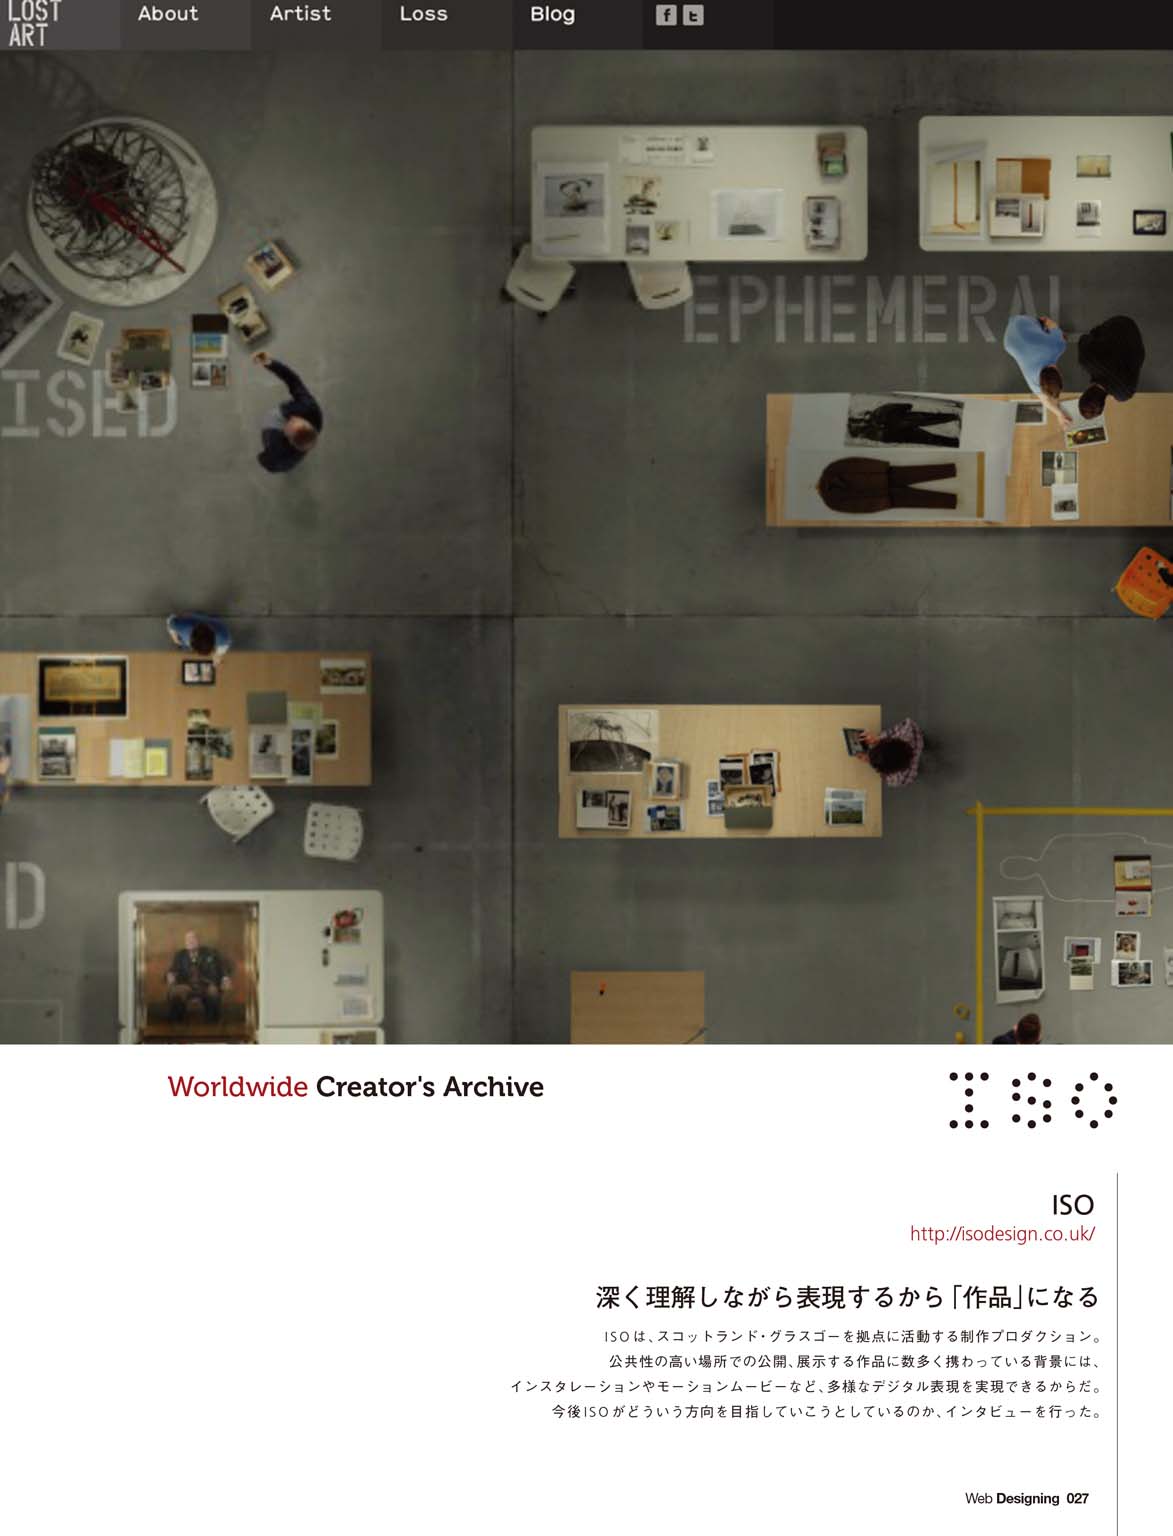 LOST
ART
About
Artist
Loss
Blog
EPHEMERAL
ISED
D
Worldwide Creator's Archive
ISO
ISO
http://isodesign.co.uk/
深く理解しながら表現するから「作品」になる
ISOは、スコットランド・グラスゴーを拠点に活動する制作プロダクション。
公共性の高い場所での公開、展示する作品に数多く携わっている背景には、
インスタレーションやモーションムービーなど、多様なデジタル表現を実現できるからだ。
今後ISOがどういう方向を目指していこうとしているのか、インタビューを行った。
Web Designing 027